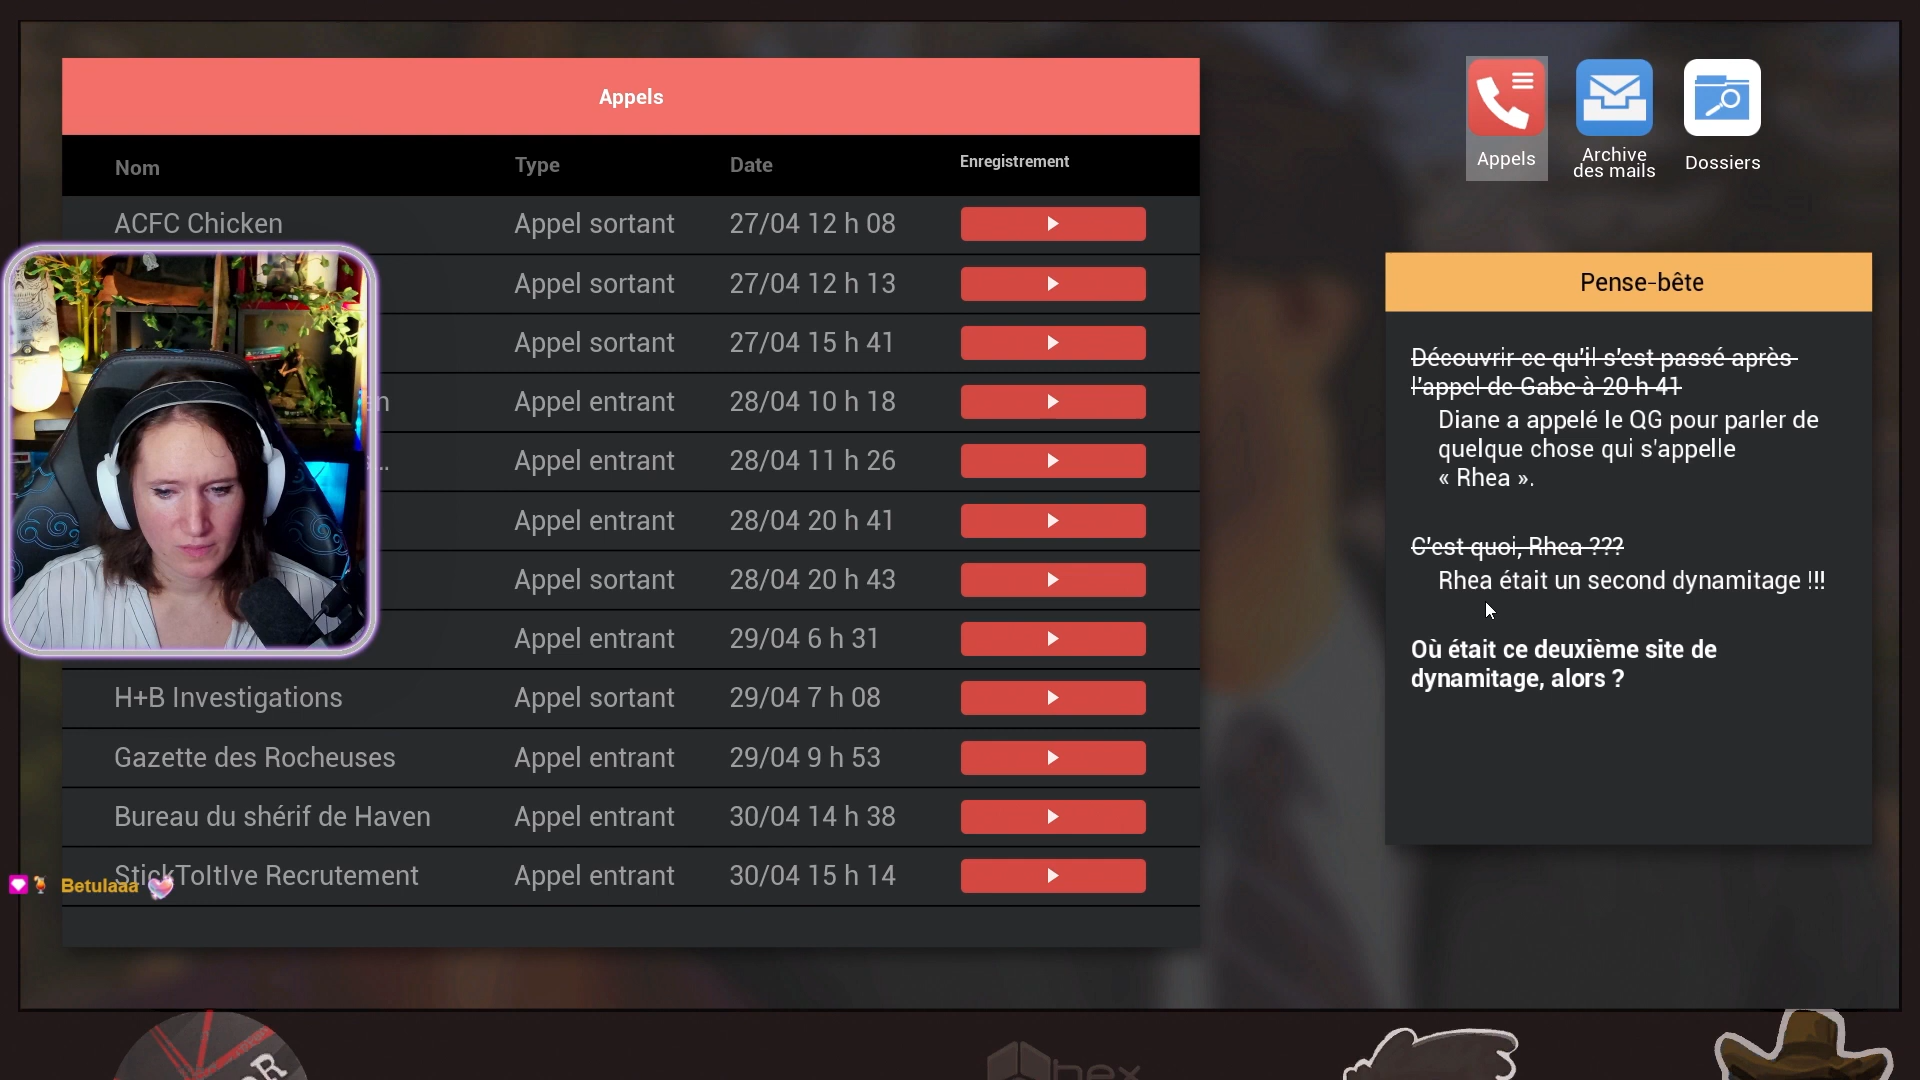 Appels
Nom Type Date Enregistrement
ACFC Chicken Appel sortant 27/04 12 h 08
Appel sortant 27/04 12 h 13
Appel sortant 27/04 15 h 41
Appel entrant 28/04 10 h 18
Appel entrant 28/04 11 h 26
Appel entrant 28/04 20 h 41
Appel sortant 28/04 20 h 43
Appel entrant 29/04 6 h 31
H+B Investigations Appel sortant 29/04 7 h 08
Gazette des Rocheuses Appel entrant 29/04 9 h 53
Bureau du shérif de Haven Appel entrant 30/04 14 h 38
StickToItIve Recrutement Appel entrant 30/04 15 h 14
Betulaaa
Appels
Archive
des mails
Dossiers
Pense-bête
Découvrir ce qu'il s'est passé après
l'appel de Gabe à 20 h 41
Diane a appelé le QG pour parler de
quelque chose qui s'appelle
« Rhea ».
C'est quoi, Rhea ???
Rhea était un second dynamitage !!!
Où était ce deuxième site de
dynamitage, alors ?
hex